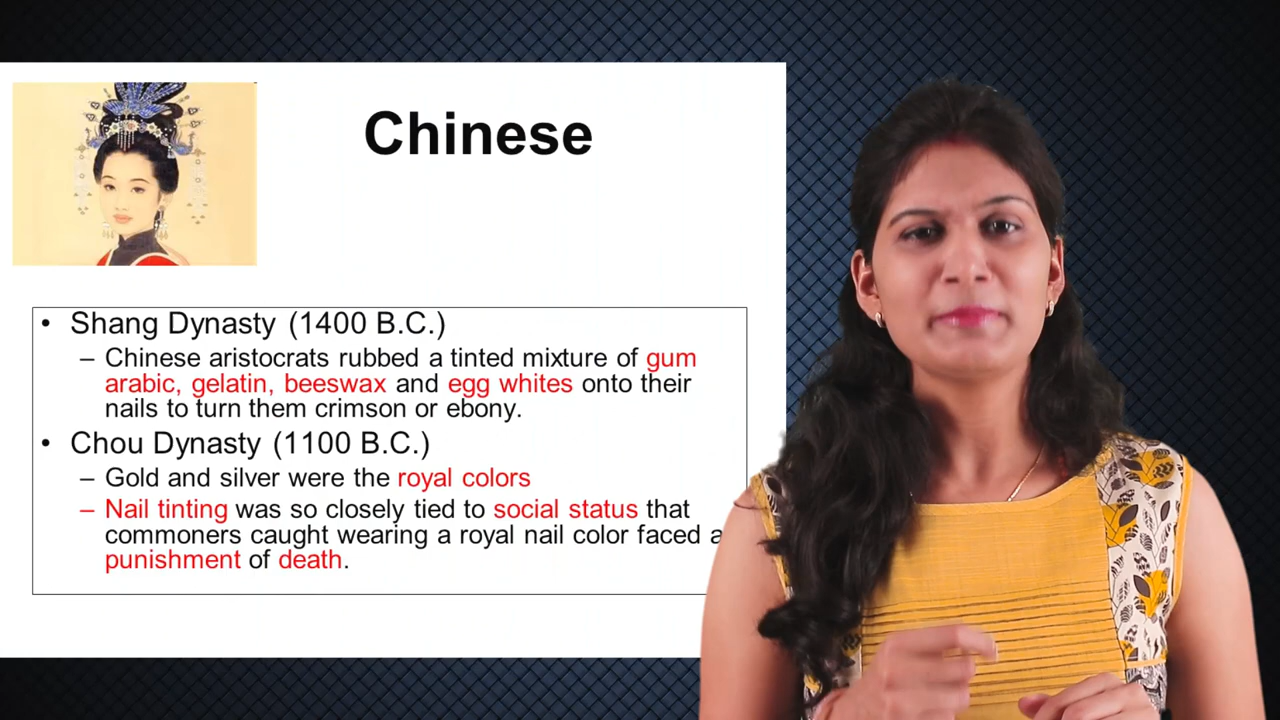 Chinese
• Shang Dynasty (1400 B.C.)
– Chinese aristocrats rubbed a tinted mixture of gum
arabic, gelatin, beeswax and egg whites onto their
nails to turn them crimson or ebony.
• Chou Dynasty (1100 B.C.)
– Gold and silver were the royal colors
– Nail tinting was so closely tied to social status that
commoners caught wearing a royal nail color faced a
punishment of death.